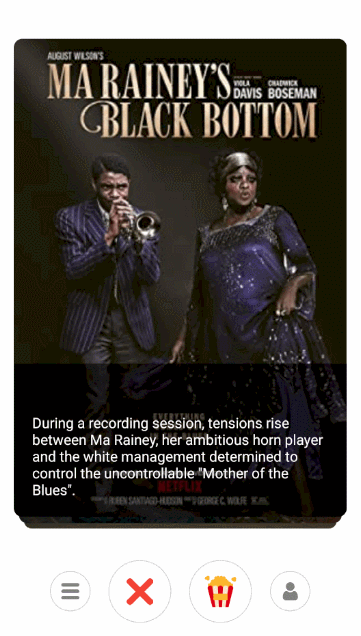 AUGUST WILSON'S
MA RAINEY'S
VIOLA DAVIS
CHADWICK BOSEMAN
BLACK BOTTOM
EVERYTHING
During a recording session, tensions rise
between Ma Rainey, her ambitious horn player
and the white management determined to
control the uncontrollable "Mother of the
Blues".
NETFLIX
RUBEN SANTIAGO-HUDSON GEORGE C. WOLFE